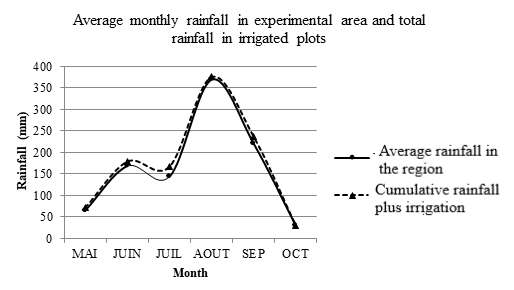 Average monthly rainfall in experimental area and total
rainfall in irrigated plots
400
350
300
250
200
150
100
50
0
Rainfall (mm)
MAI JUIN JUIL AOUT SEP OCT
Month
Average rainfall in
the region
Cumulative rainfall
plus irrigation